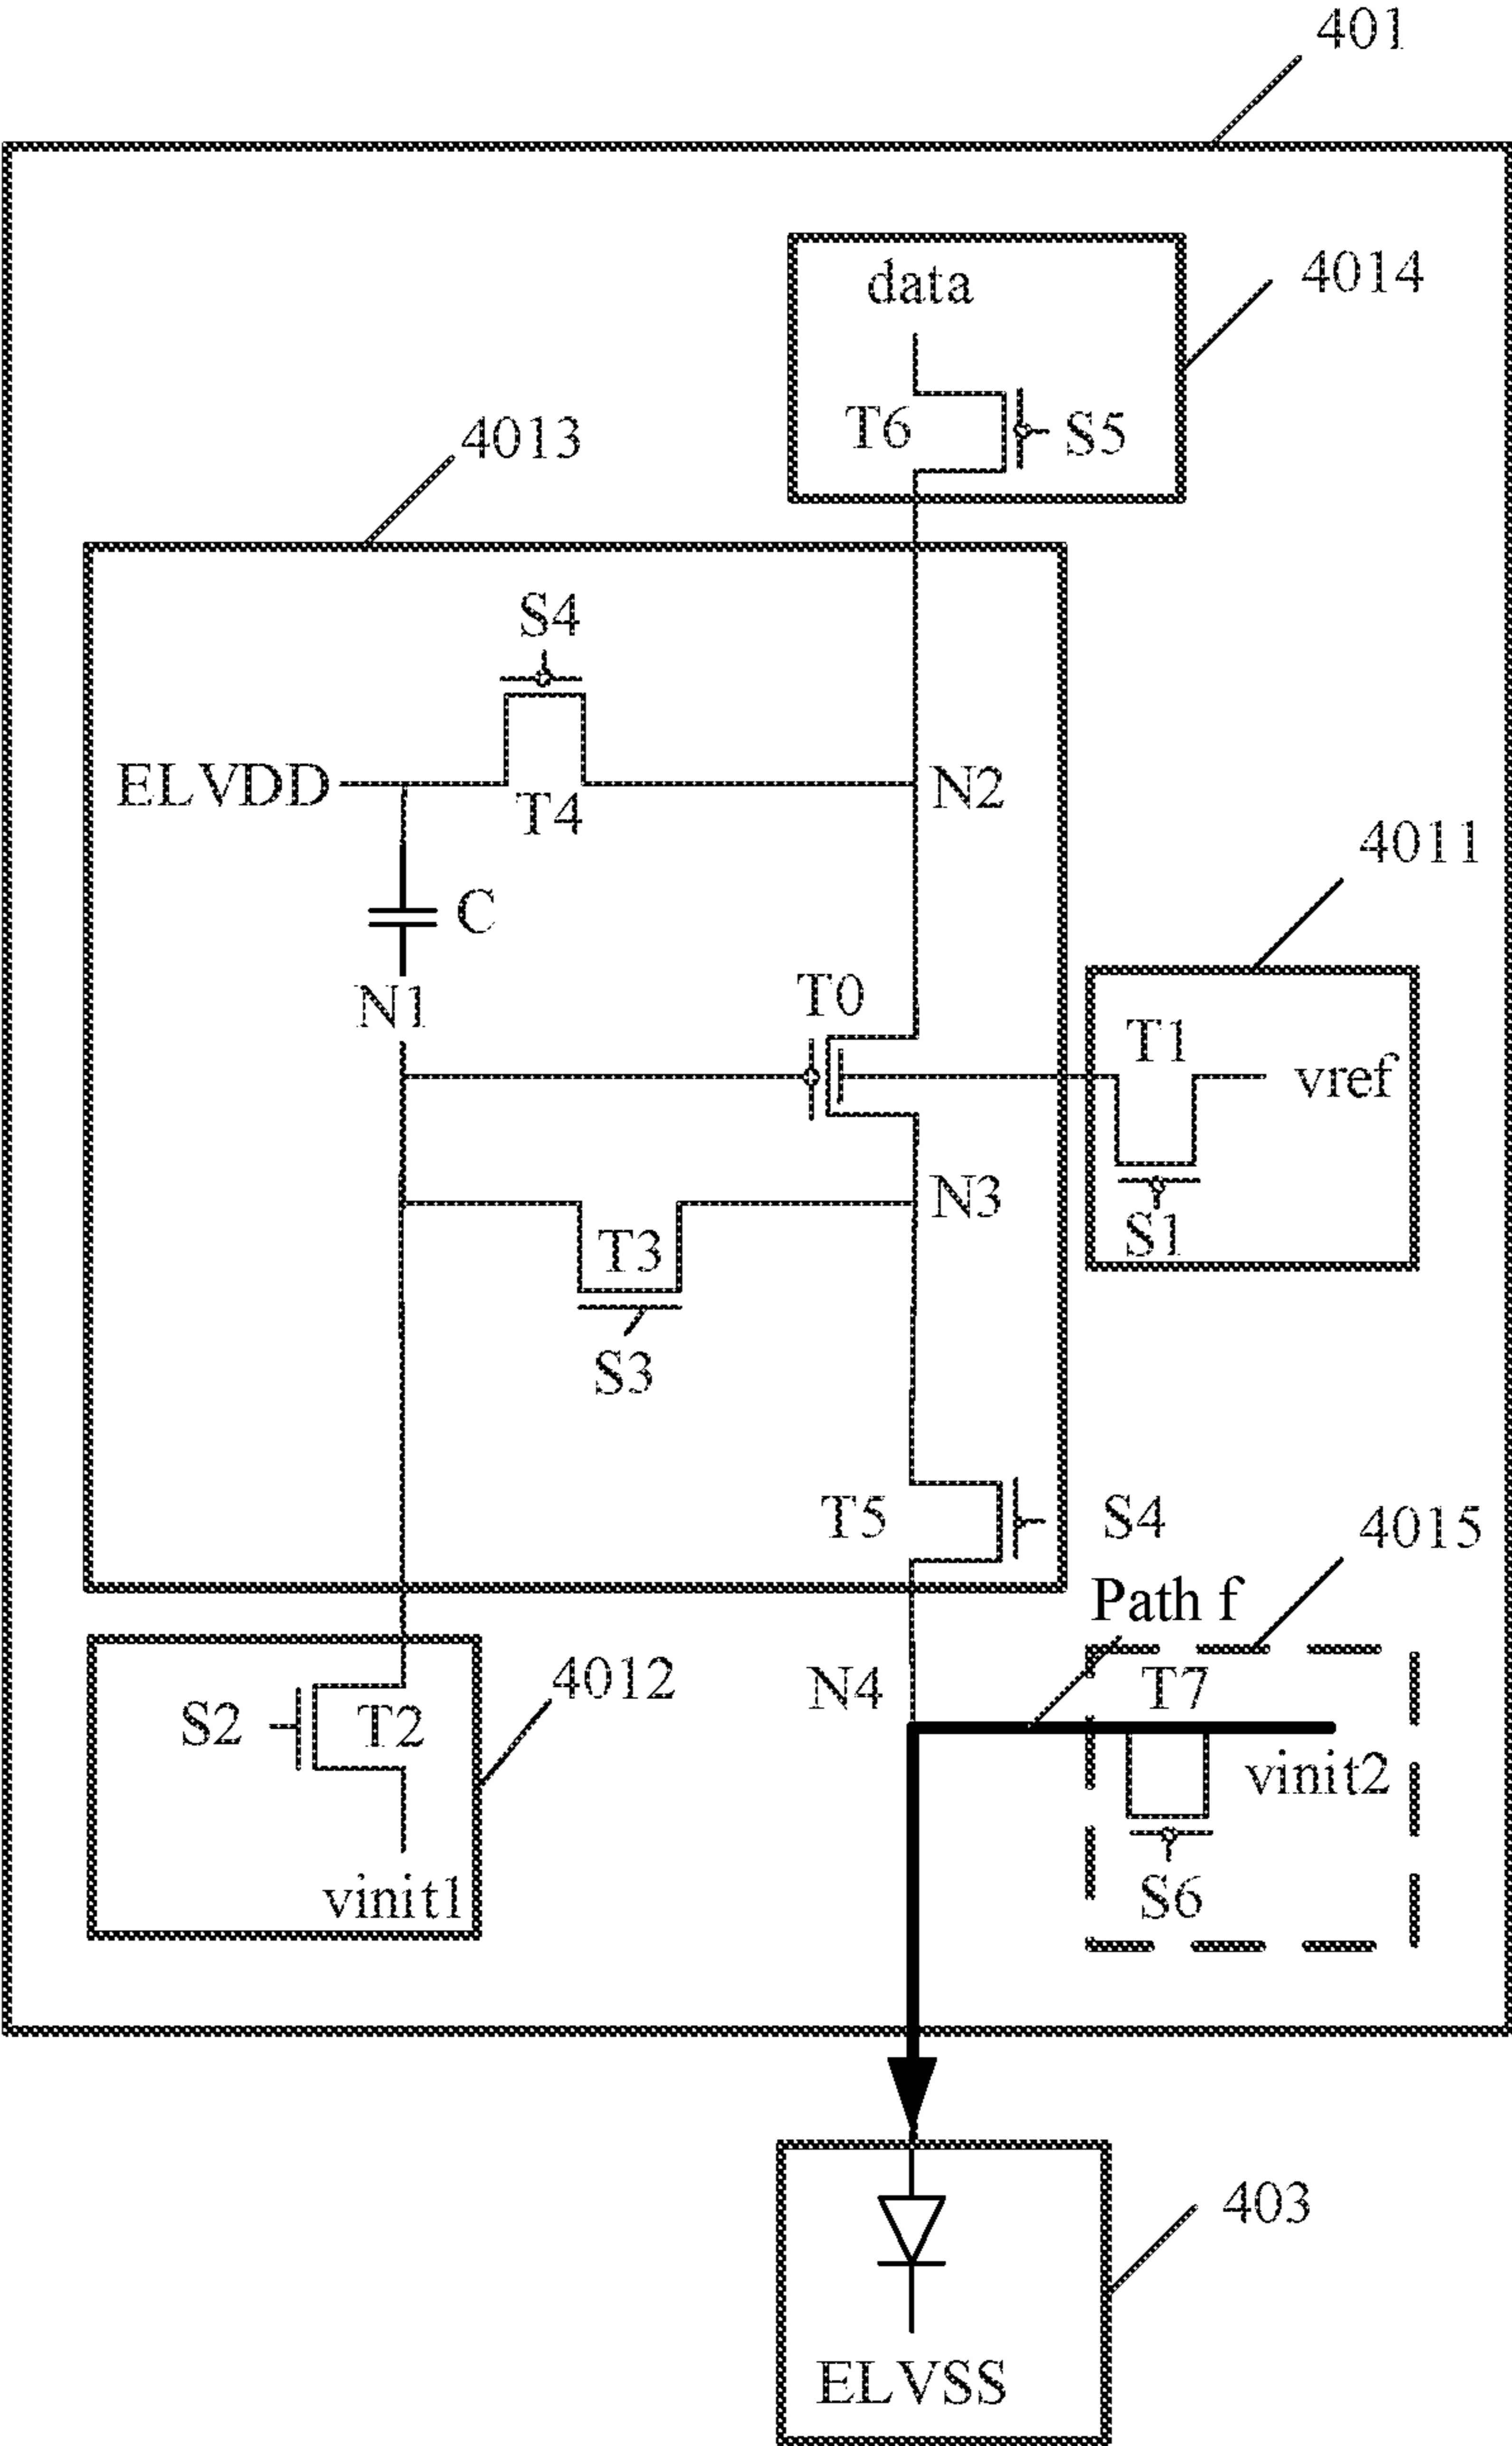 401
data
4014
T6
S5
4013
S4
ELVDD
T4
N2
4011
C
N1
T0
T1
vref
N3
S1
T3
S3
T5
S4
4015
Path f
4012
N4
T7
S2
T2
vinit2
vinit1
S6
403
ELVSS